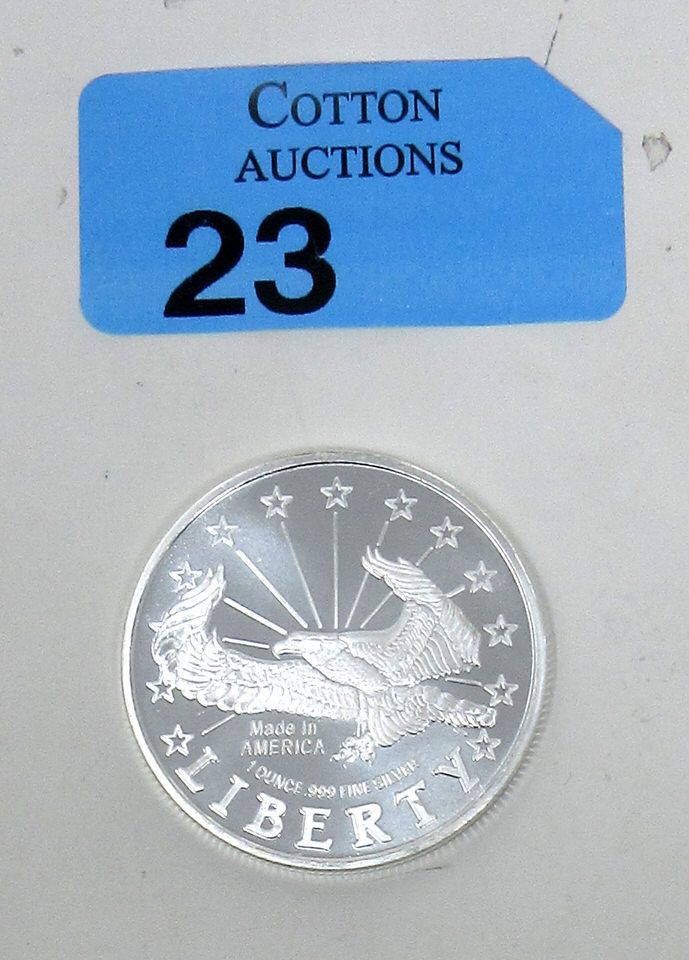 COTTON
AUCTIONS
23
Made In
AMERICA
1 OUNCE .999 FINE SILVER
LIBERTY